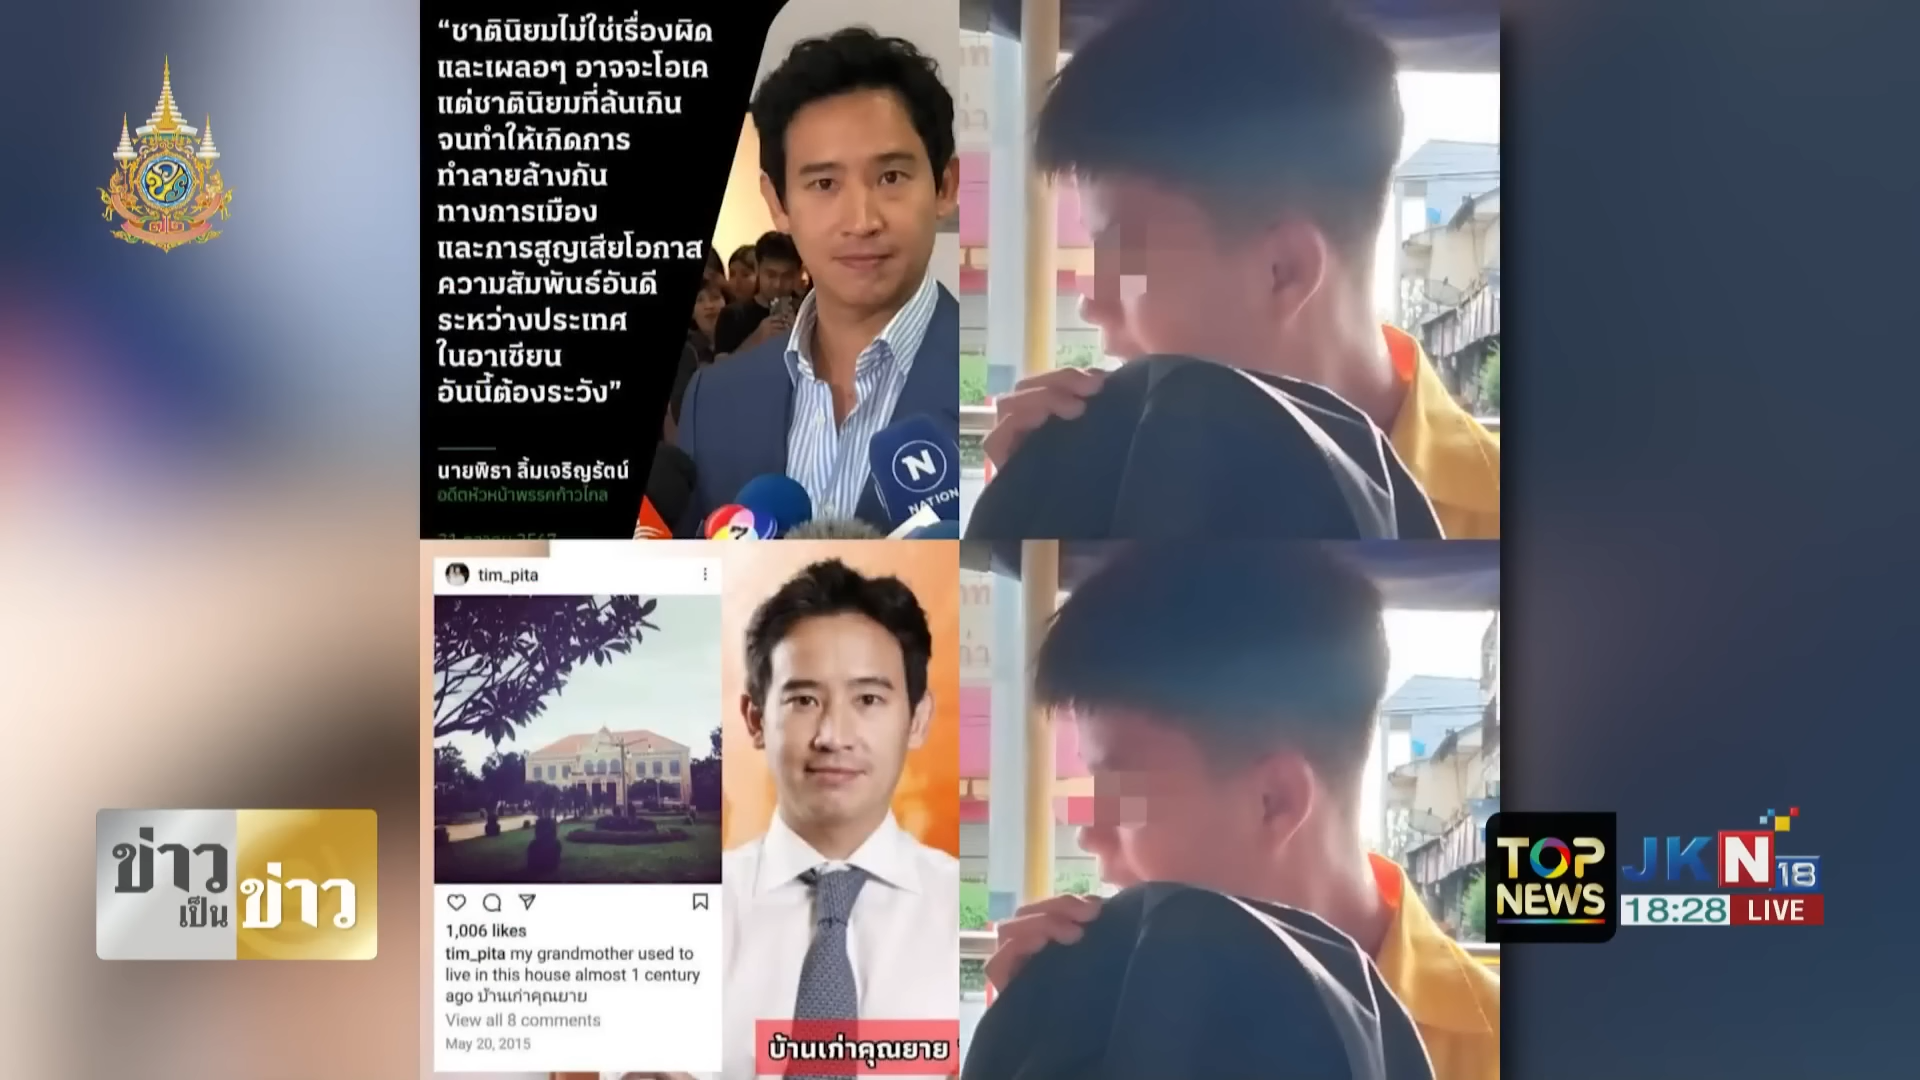 “ชาตินิยมไม่ใช่เรื่องผิด
และเผลอๆ อาจจะโอเค
แต่ชาตินิยมที่ล้นเกิน
จนทำให้เกิดการ
ทำลายล้างกัน
ทางการเมือง
และการสูญเสียโอกาส
ความสัมพันธ์อันดี
ระหว่างประเทศ
ในอาเซียน
อันนี้ต้องระวัง”
นายพิธา ลิ้มเจริญรัตน์
อดีตหัวหน้าพรรคก้าวไกล
N
NATION
7
tim_pita
1,006 likes
tim_pita my grandmother used to
live in this house almost 1 century
ago บ้านเก่าคุณยาย
View all 8 comments
May 20, 2015
บ้านเก่าคุณยาย
ข่าว
เป็น
ข่าว
TOP
NEWS
JKN18
18:28 LIVE